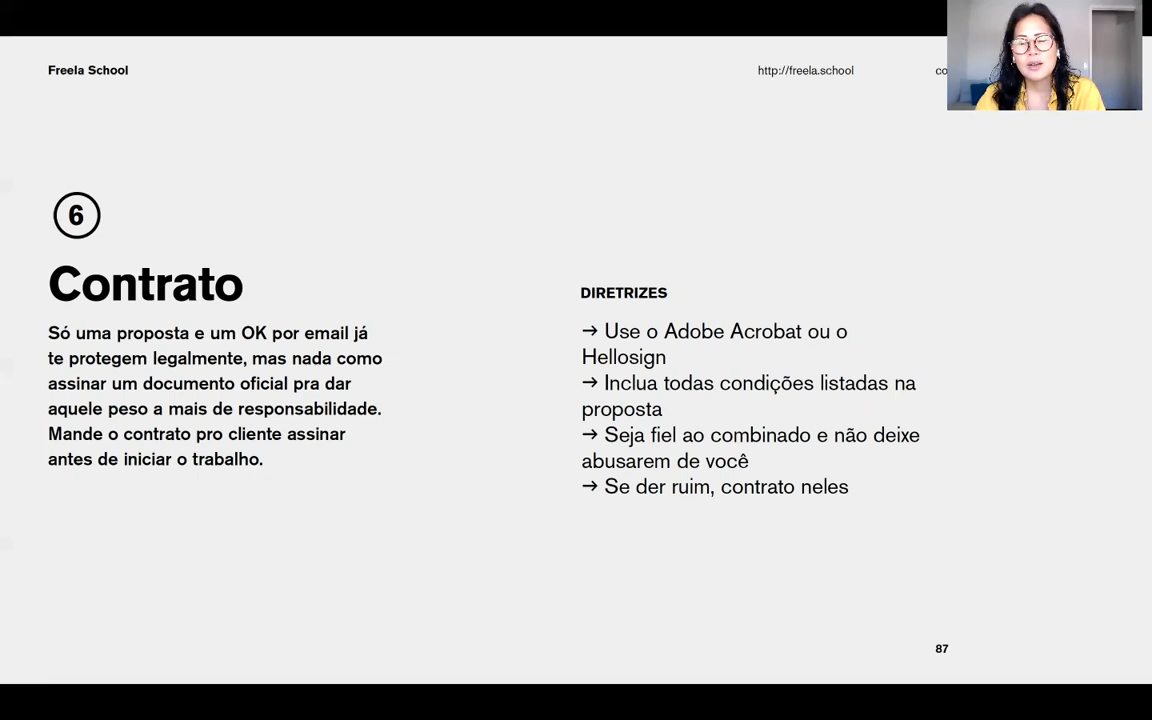 Freela School
http://freela.school
co
6
Contrato
Só uma proposta e um OK por email já
te protegem legalmente, mas nada como
assinar um documento oficial pra dar
aquele peso a mais de responsabilidade.
Mande o contrato pro cliente assinar
antes de iniciar o trabalho.
DIRETRIZES
→ Use o Adobe Acrobat ou o
Hellosign
→ Inclua todas condições listadas na
proposta
→ Seja fiel ao combinado e não deixe
abusarem de você
→ Se der ruim, contrato neles
87